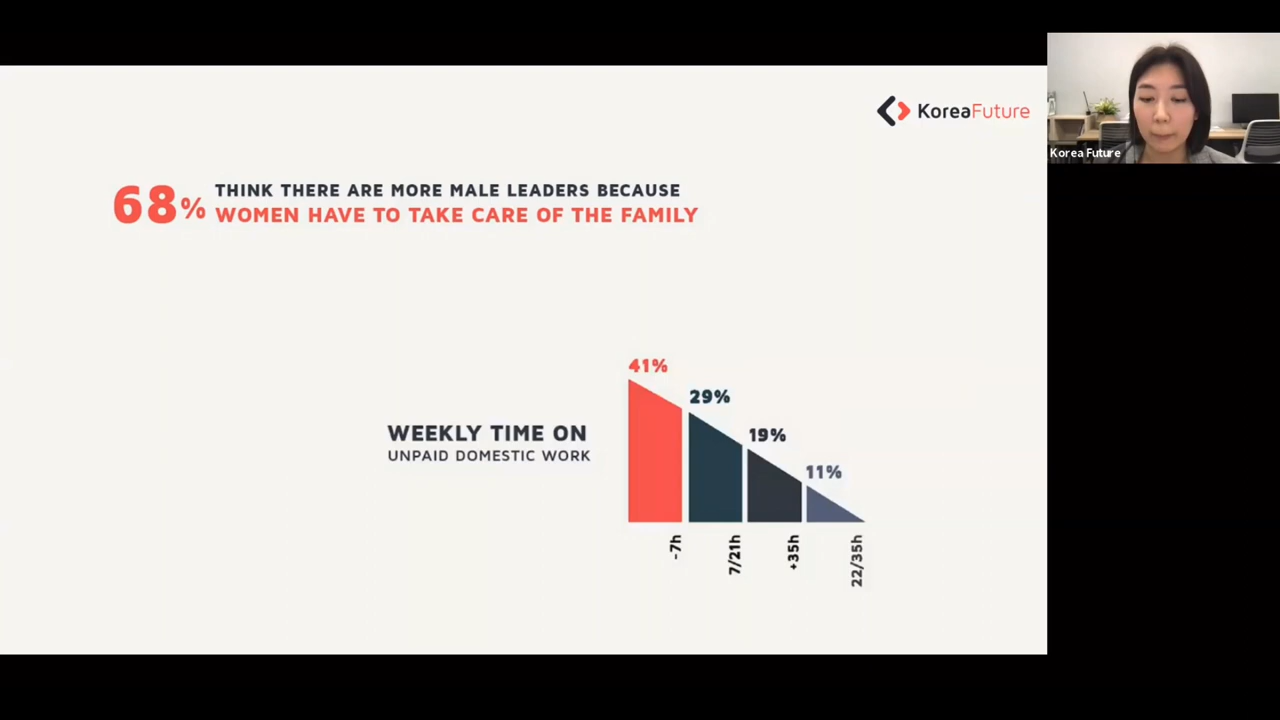 KoreaFuture
Korea Future
68% THINK THERE ARE MORE MALE LEADERS BECAUSE
WOMEN HAVE TO TAKE CARE OF THE FAMILY
WEEKLY TIME ON
UNPAID DOMESTIC WORK
41%
29%
19%
11%
-7h
7/21h
+35h
22/35h